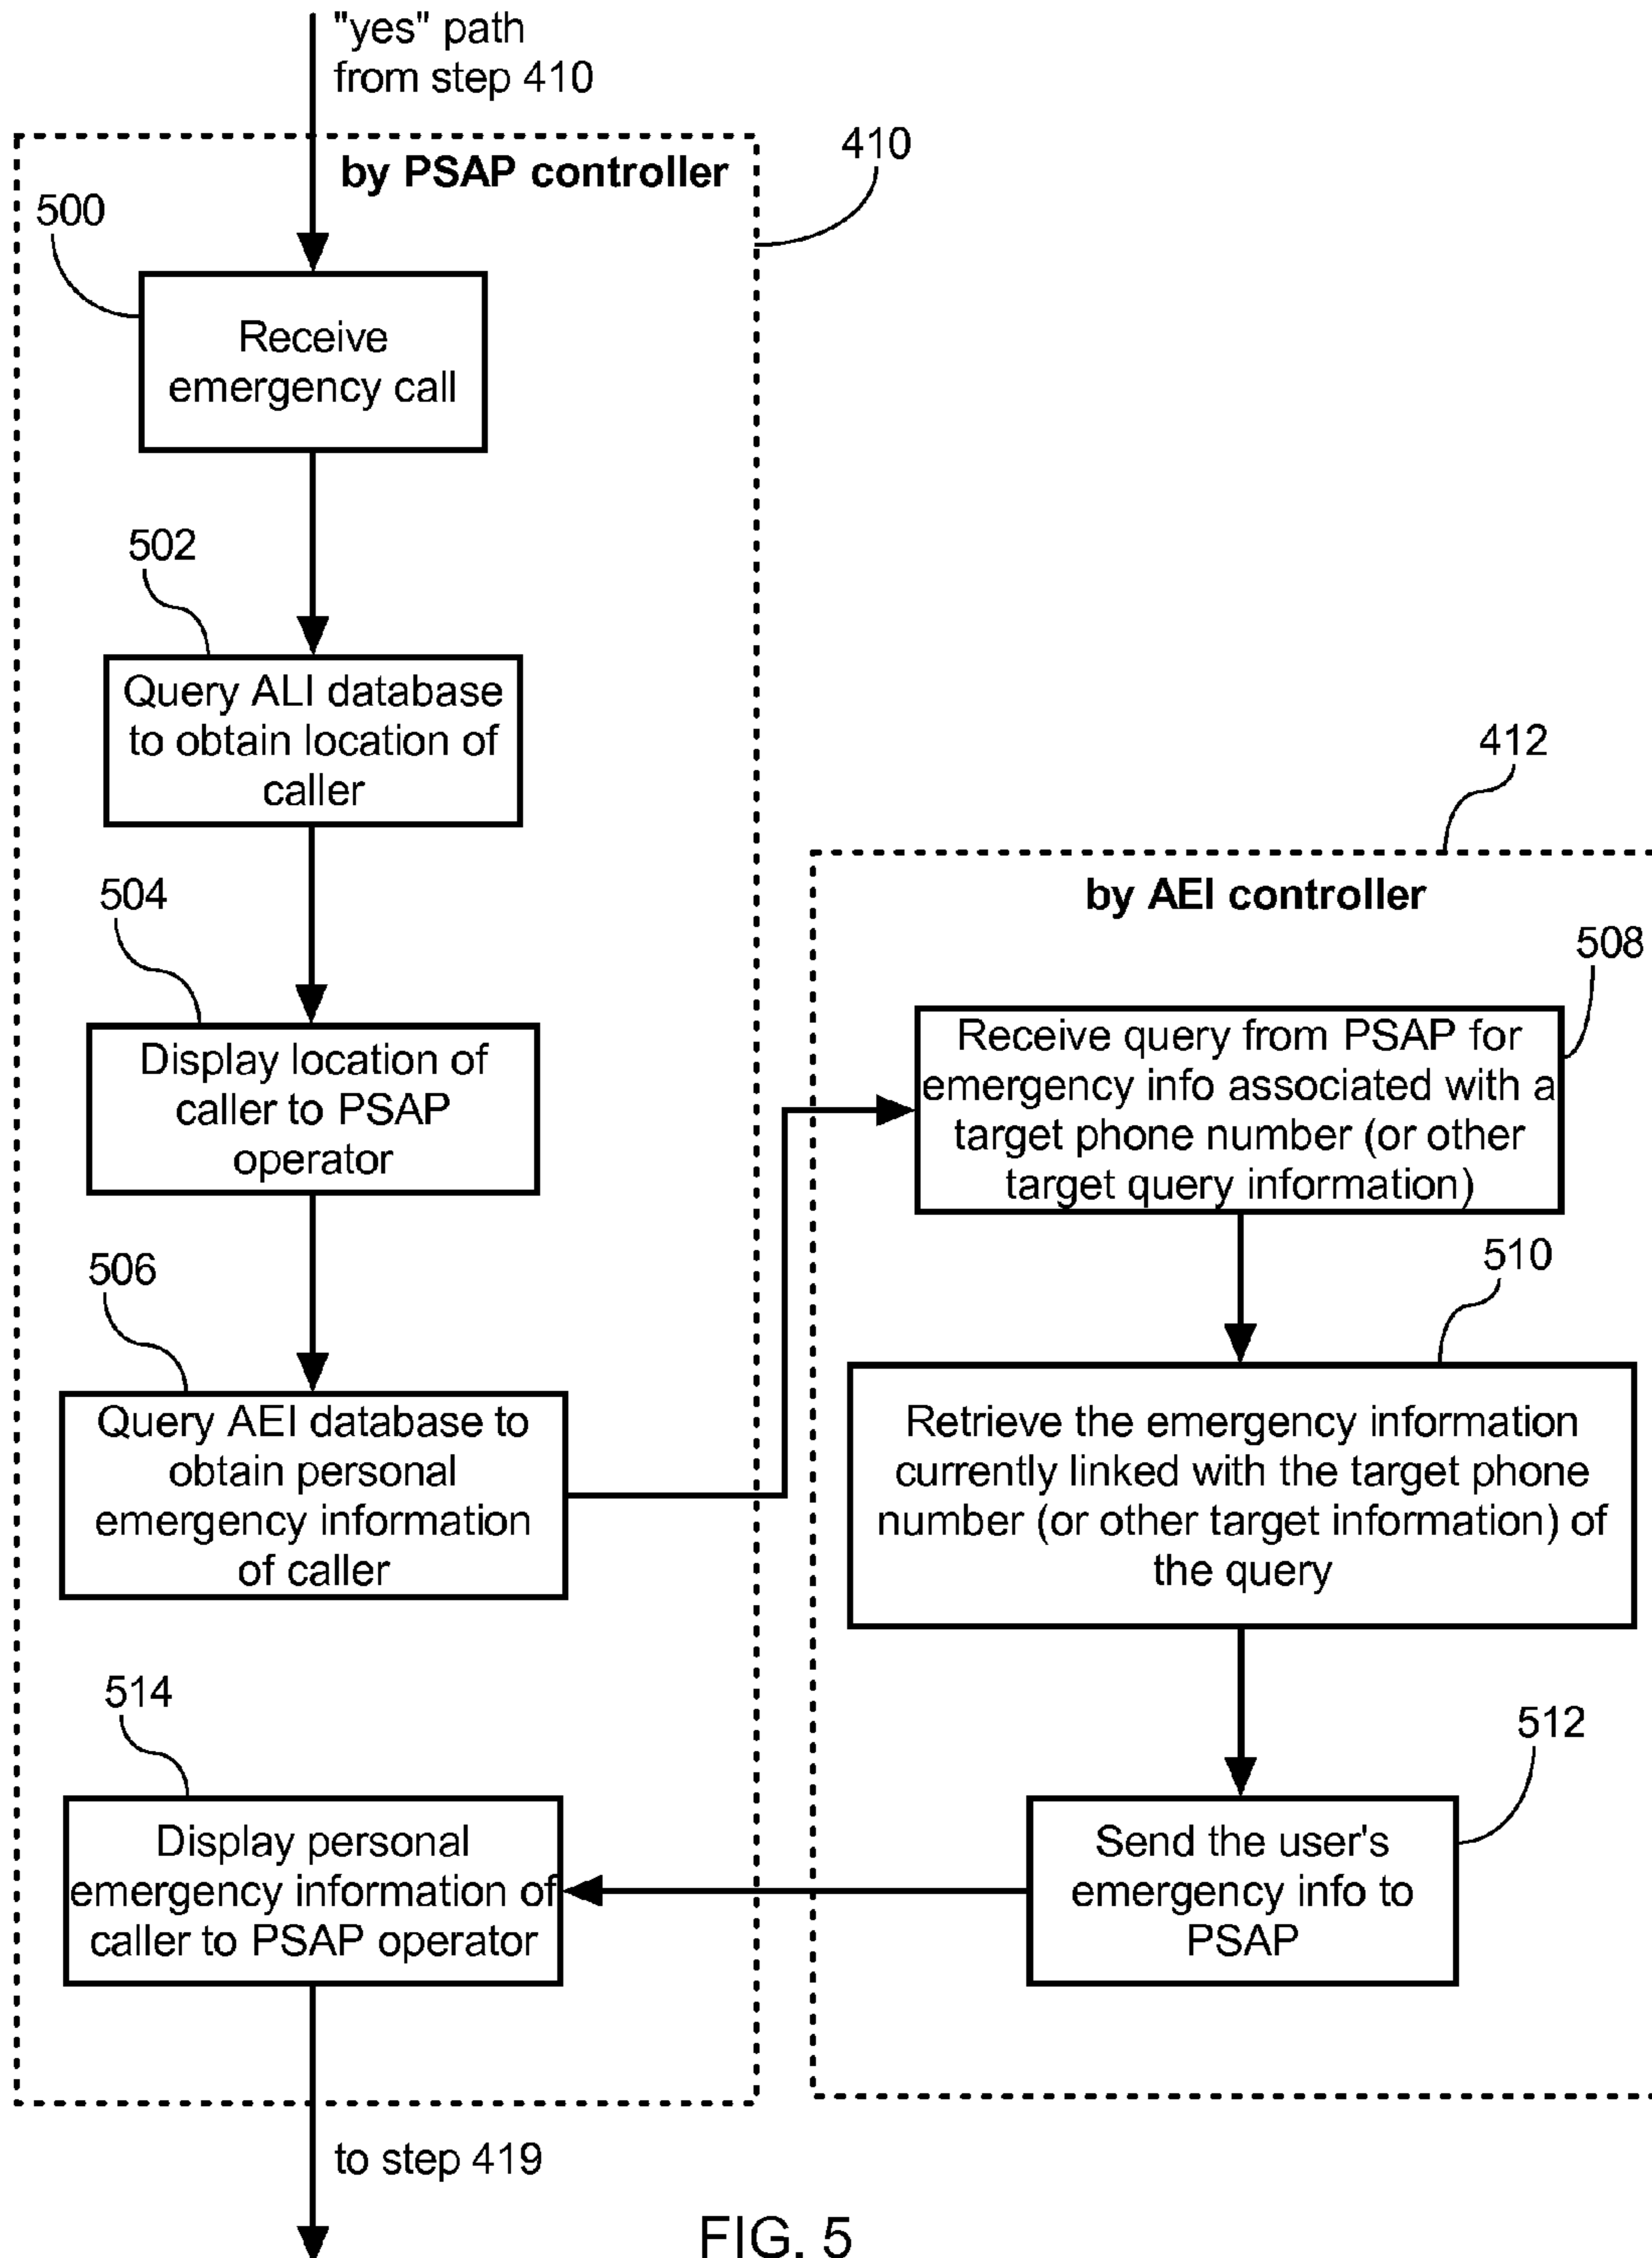 "yes" path
from step 410
by PSAP controller
410
500
Receive
emergency call
502
Query ALI database
to obtain location of
caller
504
Display location of
caller to PSAP
operator
506
Query AEI database to
obtain personal
emergency information
of caller
412
by AEI controller
508
Receive query from PSAP for
emergency info associated with a
target phone number (or other
target query information)
510
Retrieve the emergency information
currently linked with the target phone
number (or other target information) of
the query
512
Send the user's
emergency info to
PSAP
514
Display personal
emergency information of
caller to PSAP operator
to step 419
FIG. 5